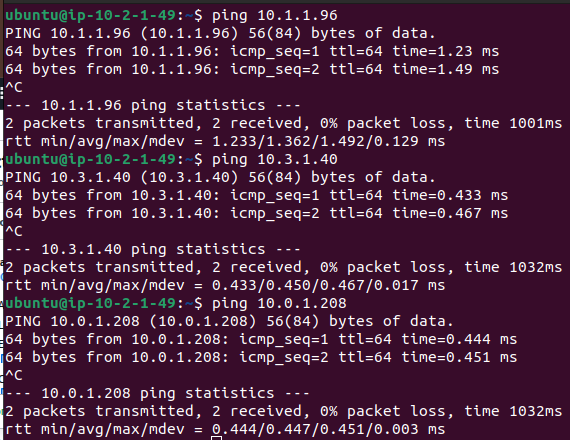 ubuntu@ip-10-2-1-49:~$ ping 10.1.1.96
PING 10.1.1.96 (10.1.1.96) 56(84) bytes of data.
64 bytes from 10.1.1.96: icmp_seq=1 ttl=64 time=1.23 ms
64 bytes from 10.1.1.96: icmp_seq=2 ttl=64 time=1.49 ms
^C
--- 10.1.1.96 ping statistics ---
2 packets transmitted, 2 received, 0% packet loss, time 1001ms
rtt min/avg/max/mdev = 1.233/1.362/1.492/0.129 ms
ubuntu@ip-10-2-1-49:~$ ping 10.3.1.40
PING 10.3.1.40 (10.3.1.40) 56(84) bytes of data.
64 bytes from 10.3.1.40: icmp_seq=1 ttl=64 time=0.433 ms
64 bytes from 10.3.1.40: icmp_seq=2 ttl=64 time=0.467 ms
^C
--- 10.3.1.40 ping statistics ---
2 packets transmitted, 2 received, 0% packet loss, time 1032ms
rtt min/avg/max/mdev = 0.433/0.450/0.467/0.017 ms
ubuntu@ip-10-2-1-49:~$ ping 10.0.1.208
PING 10.0.1.208 (10.0.1.208) 56(84) bytes of data.
64 bytes from 10.0.1.208: icmp_seq=1 ttl=64 time=0.444 ms
64 bytes from 10.0.1.208: icmp_seq=2 ttl=64 time=0.451 ms
^C
--- 10.0.1.208 ping statistics ---
2 packets transmitted, 2 received, 0% packet loss, time 1032ms
rtt min/avg/max/mdev = 0.444/0.447/0.451/0.003 ms